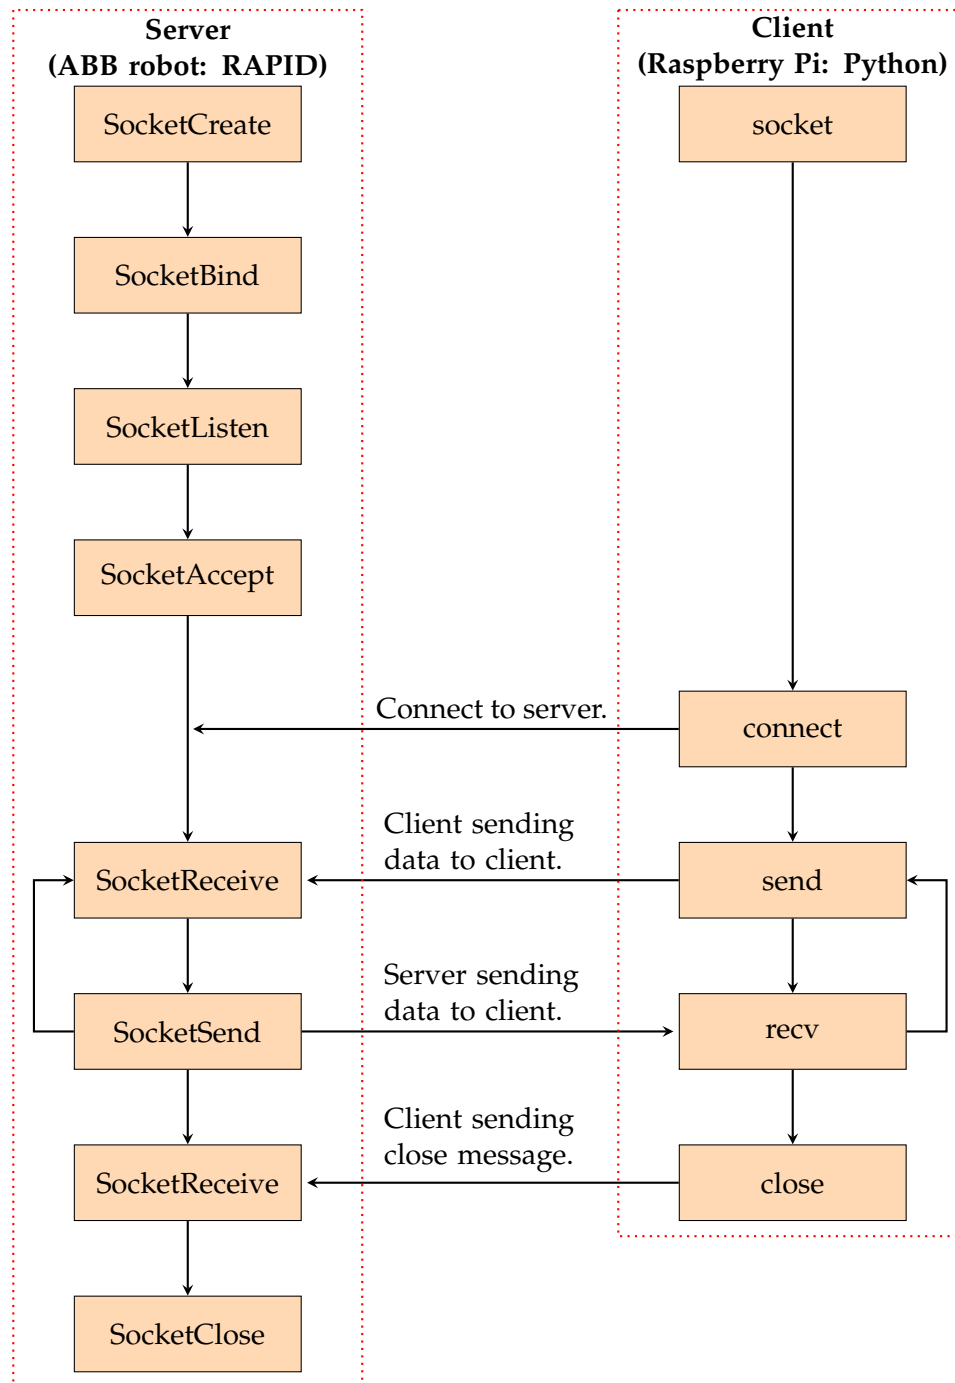 Server
(ABB robot: RAPID)
SocketCreate
SocketBind
SocketListen
SocketAccept
SocketReceive
SocketSend
SocketReceive
SocketClose
Connect to server.
Client sending
data to client.
Server sending
data to client.
Client sending
close message.
Client
(Raspberry Pi: Python)
socket
connect
send
recv
close